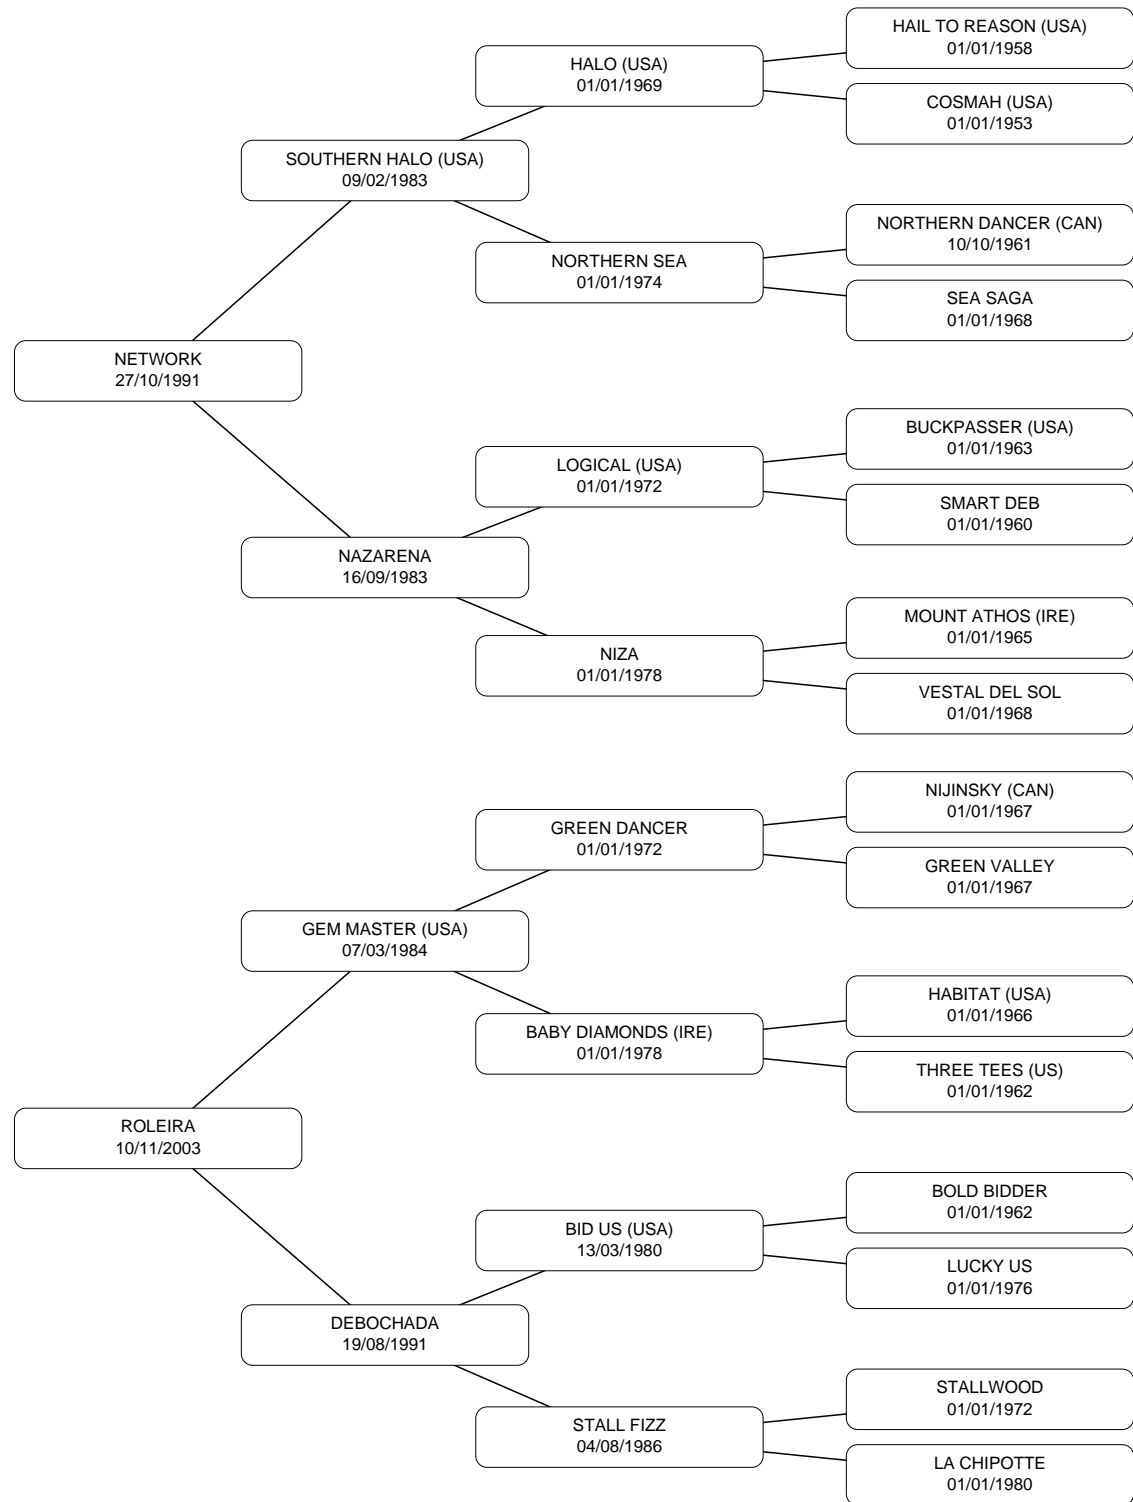 HAIL TO REASON (USA)
01/01/1958
HALO (USA)
01/01/1969
COSMAH (USA)
01/01/1953
SOUTHERN HALO (USA)
09/02/1983
NORTHERN DANCER (CAN)
10/10/1961
NORTHERN SEA
01/01/1974
SEA SAGA
01/01/1968
NETWORK
27/10/1991
BUCKPASSER (USA)
01/01/1963
LOGICAL (USA)
01/01/1972
SMART DEB
01/01/1960
NAZARENA
16/09/1983
MOUNT ATHOS (IRE)
01/01/1965
NIZA
01/01/1978
VESTAL DEL SOL
01/01/1968
NIJINSKY (CAN)
01/01/1967
GREEN DANCER
01/01/1972
GREEN VALLEY
01/01/1967
GEM MASTER (USA)
07/03/1984
HABITAT (USA)
01/01/1966
BABY DIAMONDS (IRE)
01/01/1978
THREE TEES (US)
01/01/1962
ROLEIRA
10/11/2003
BOLD BIDDER
01/01/1962
BID US (USA)
13/03/1980
LUCKY US
01/01/1976
DEBOCHADA
19/08/1991
STALLWOOD
01/01/1972
STALL FIZZ
04/08/1986
LA CHIPOTTE
01/01/1980